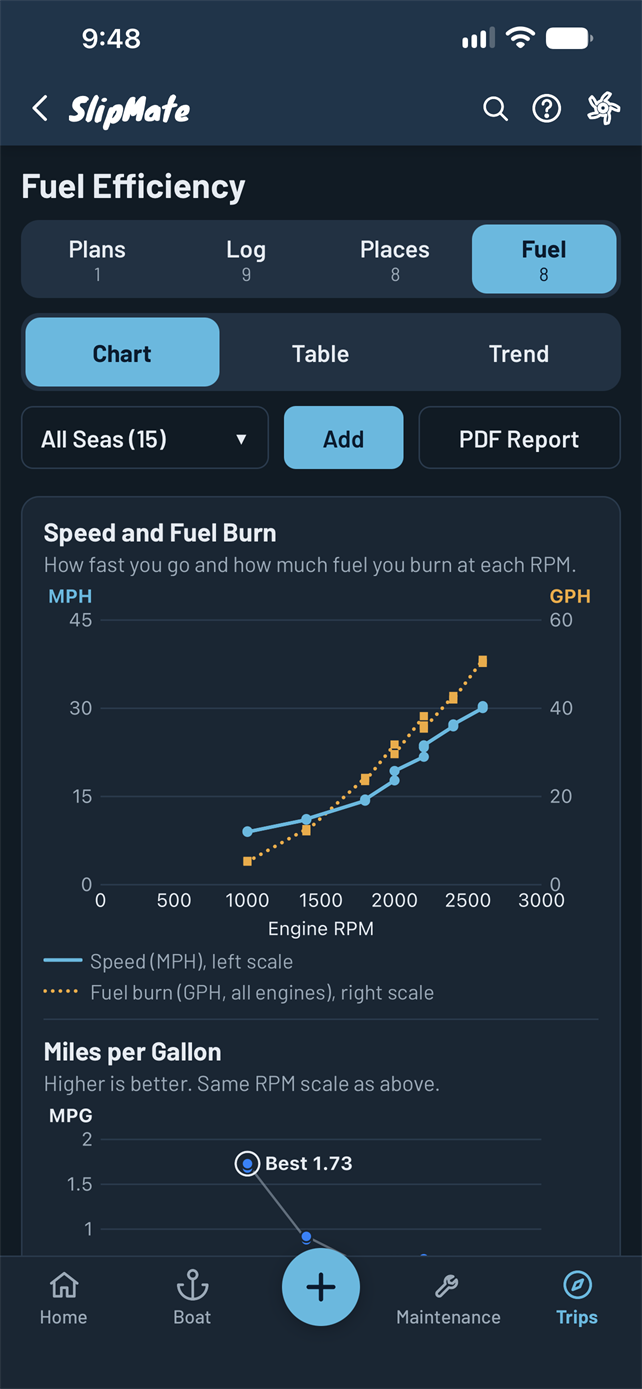 9:48
SlipMate
Fuel Efficiency
Plans
1
Log
9
Places
8
Fuel
8
Chart
Table
Trend
All Seas (15) ▼
Add
PDF Report
Speed and Fuel Burn
How fast you go and how much fuel you burn at each RPM.
MPH
GPH
45
60
30
40
15
20
0
0
0 500 1000 1500 2000 2500 3000
Engine RPM
Speed (MPH), left scale
Fuel burn (GPH, all engines), right scale
Miles per Gallon
Higher is better. Same RPM scale as above.
MPG
2
Best 1.73
1.5
1
Home
Boat
Maintenance
Trips